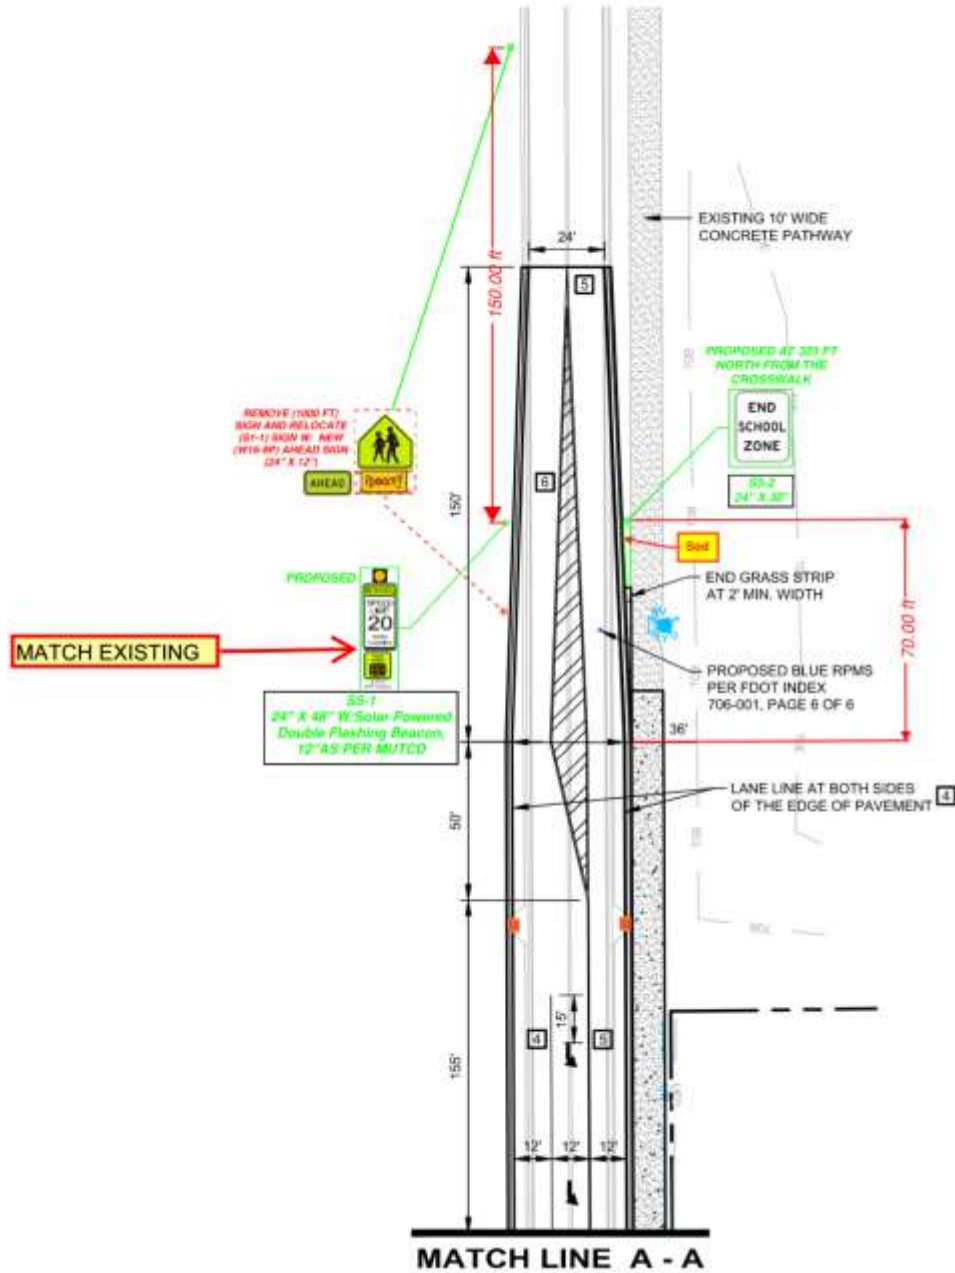 EXISTING 10' WIDE
CONCRETE PATHWAY
24'
150.00 ft
5
PROPOSED AT 325 FT
NORTH FROM THE
CROSSWALK
END
SCHOOL
ZONE
S5-2
24" X 30"
REMOVE (1000 FT)
SIGN AND RELOCATE
(S1-1) SIGN W/ NEW
(W16-9P) AHEAD SIGN
(24" X 12")
AHEAD
6
150'
Sod
END GRASS STRIP
AT 2' MIN. WIDTH
70.00 ft
PROPOSED
SPEED
LIMIT
20
MATCH EXISTING
PROPOSED BLUE RPMS
PER FDOT INDEX
706-001, PAGE 6 OF 6
S5-1
24" X 48" W/Solar Powered
Double Flashing Beacon,
12"AS PER MUTCD
36'
LANE LINE AT BOTH SIDES
OF THE EDGE OF PAVEMENT 4
50'
15'
4
5
155'
12'
12'
12'
MATCH LINE A - A